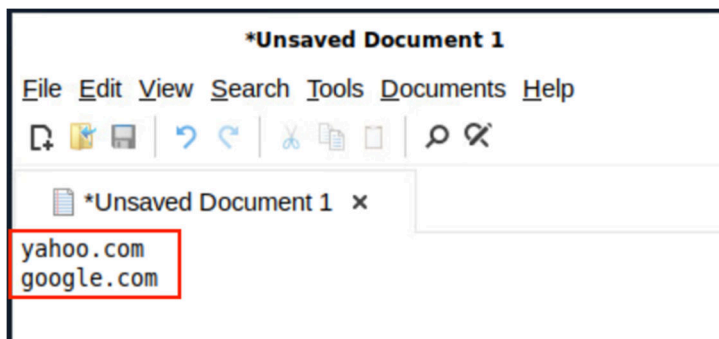 *Unsaved Document 1
File Edit View Search Tools Documents Help
*Unsaved Document 1 ×
yahoo.com
google.com